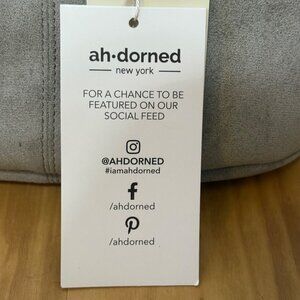 ah•dorned
new york
FOR A CHANCE TO BE
FEATURED ON OUR
SOCIAL FEED
@AHDORNED
#iamahdorned
/ahdorned
/ahdorned